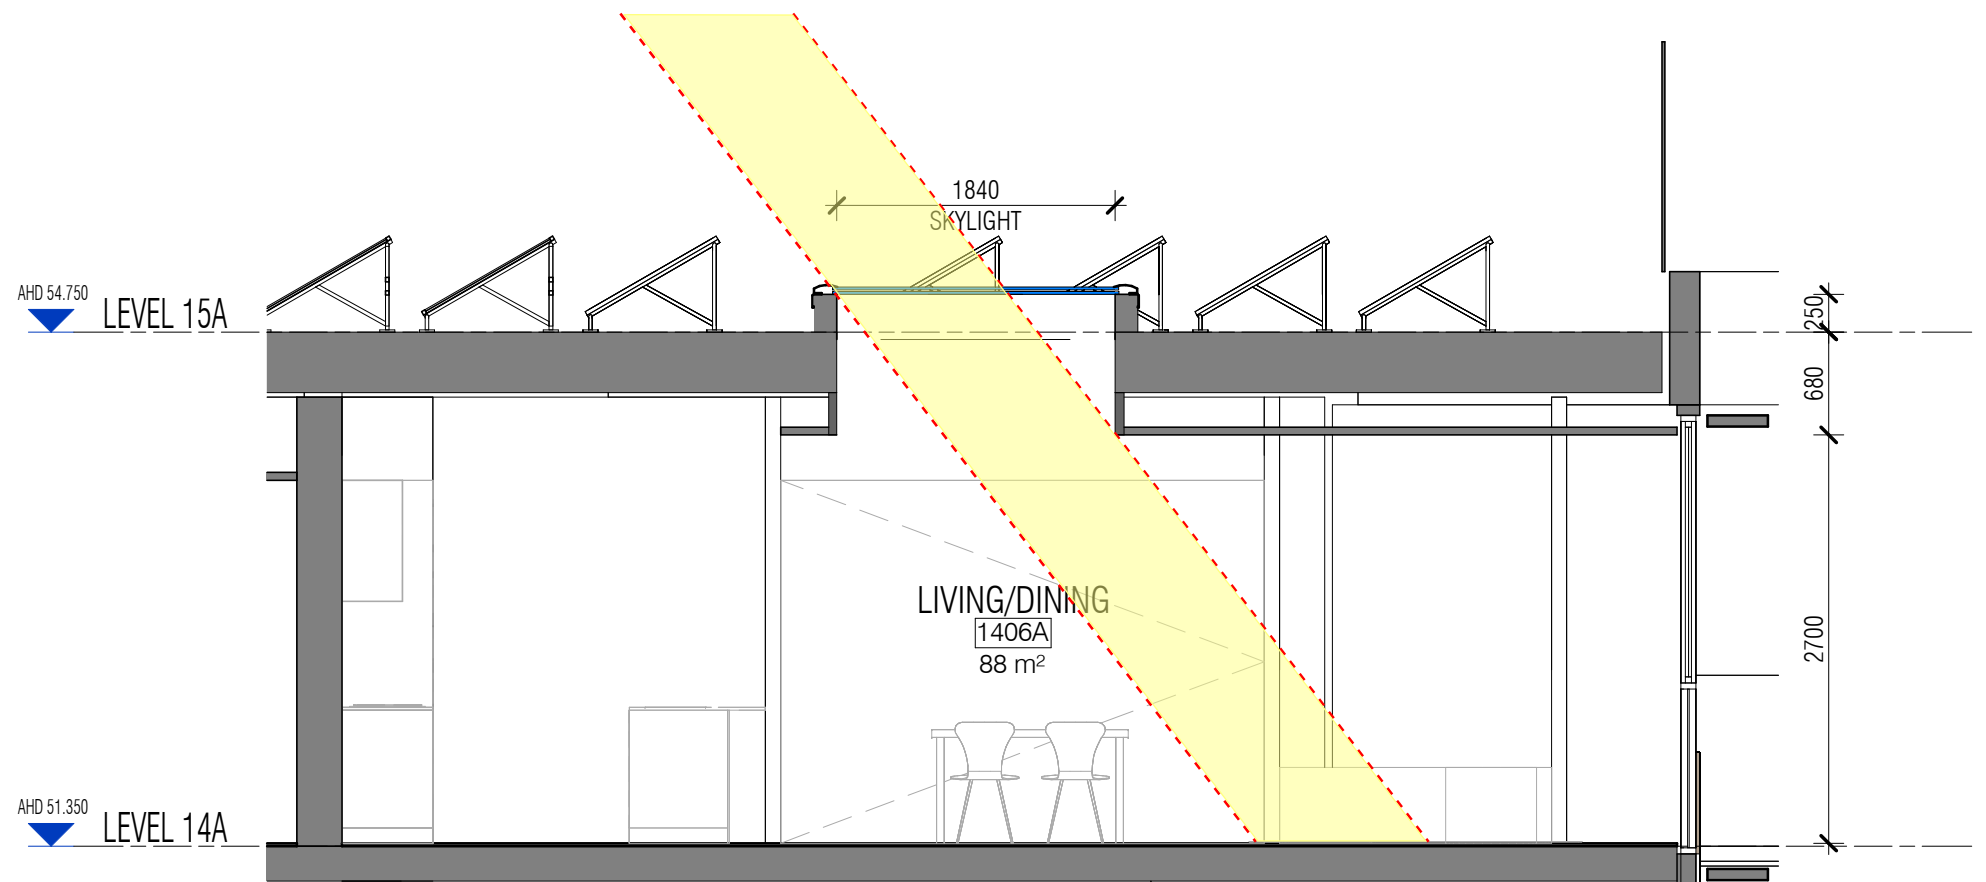 1840
SKYLIGHT
AHD 54.750
LEVEL 15A
250
680
LIVING/DINING
1406A
88 m²
2700
AHD 51.350
LEVEL 14A